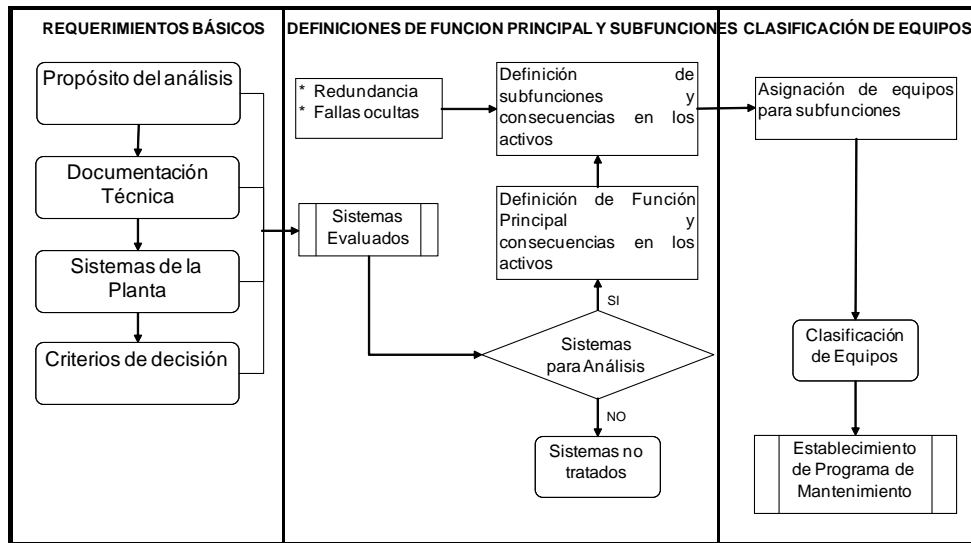 REQUERIMIENTOS BÁSICOS
Propósito del análisis
Documentación
Técnica
Sistemas de la
Planta
Criterios de decisión
DEFINICIONES DE FUNCION PRINCIPAL Y SUBFUNCIONES
* Redundancia
* Fallas ocultas
Definición de
subfunciones y
consecuencias en los
activos
Sistemas
Evaluados
Definición de Función
Principal y
consecuencias en los
activos
SI
Sistemas
para Análisis
NO
Sistemas no
tratados
CLASIFICACIÓN DE EQUIPOS
Asignación de equipos
para subfunciones
Clasificación
de Equipos
Establecimiento
de Programa de
Mantenimiento